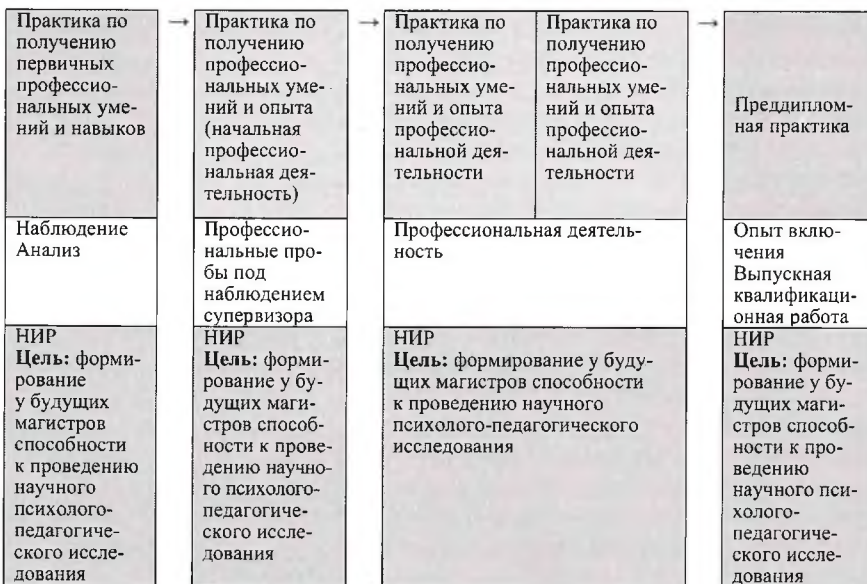 Практика по
получению
первичных
профессио-
нальных уме-
ний и навыков
→
Практика по
получению
профессио-
нальных уме-
ний и опыта
(начальная
профессио-
нальная дея-
тельность)
→
Практика по
получению
профессио-
нальных уме-
ний и опыта
профессио-
нальной дея-
тельности
Практика по
получению
профессио-
нальных уме-
ний и опыта
профессио-
нальной дея-
тельности
→
Преддиплом-
ная практика
Наблюдение
Анализ
Профессио-
нальные про-
бы под
наблюдением
супервизора
Профессиональная деятель-
ность
Опыт вклю-
чения
Выпускная
квалификаци-
онная работа
НИР
Цель: форми-
рование
у будущих
магистров
способности
к проведению
научного
психолого-
педагогиче-
ского иссле-
дования
НИР
Цель: форми-
рование у бу-
дущих маги-
стров способ-
ности к прове-
дению научно-
го психолого-
педагогиче-
ского иссле-
дования
НИР
Цель: формирование у буду-
щих магистров способности
к проведению научного
психолого-педагогического
исследования
НИР
Цель: форми-
рование у бу-
дущих маги-
стров способ-
ности к про-
ведению
научного пси-
холого-
педагогиче-
ского иссле-
дования